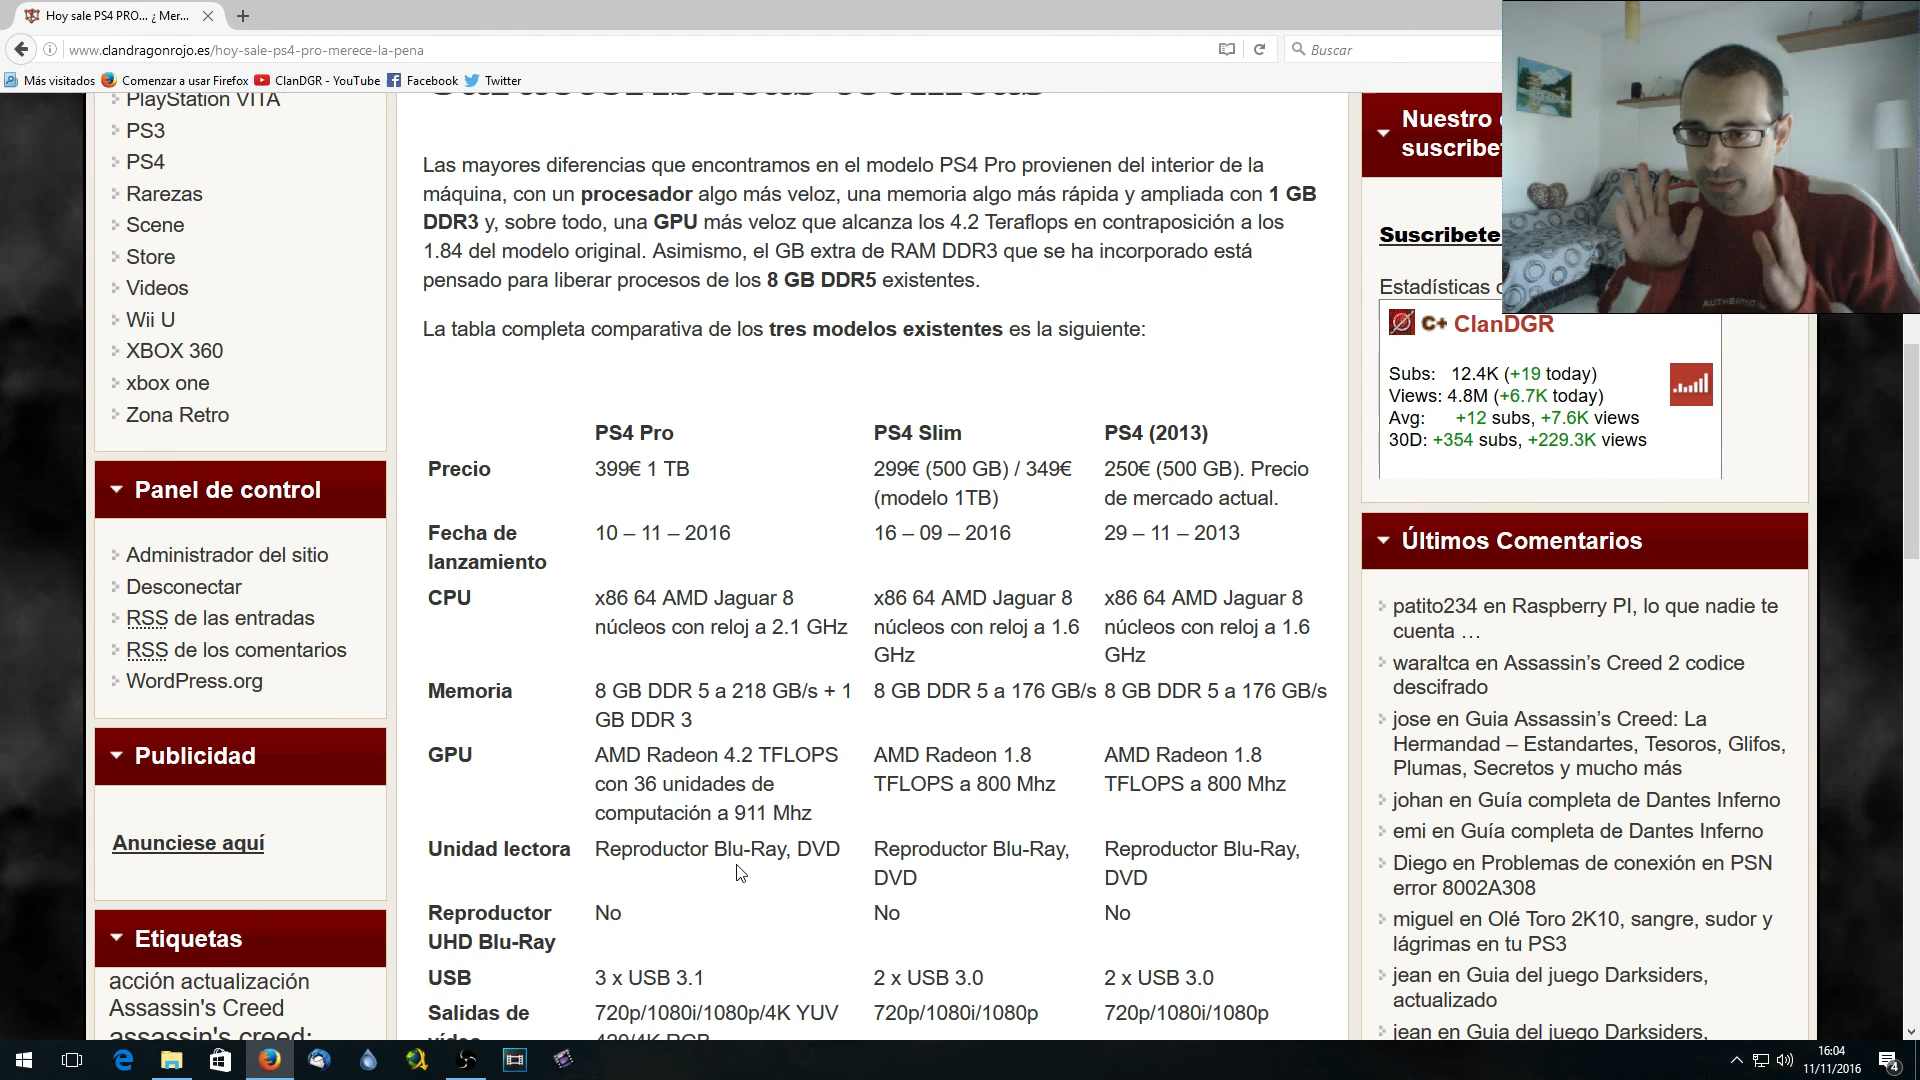 Hoy sale PS4 PRO... ¿ Mer...
www.clandragonrojo.es/hoy-sale-ps4-pro-merece-la-pena
Buscar
Más visitados
Comenzar a usar Firefox
ClanDGR - YouTube
Facebook
Twitter
PlayStation VITA
PS3
PS4
Rarezas
Scene
Store
Videos
Wii U
XBOX 360
xbox one
Zona Retro
Panel de control
Administrador del sitio
Desconectar
RSS de las entradas
RSS de los comentarios
WordPress.org
Publicidad
Anunciese aquí
Etiquetas
acción actualización
Assassin's Creed
assassin's creed:
Las mayores diferencias que encontramos en el modelo PS4 Pro provienen del interior de la
máquina, con un procesador algo más veloz, una memoria algo más rápida y ampliada con 1 GB
DDR3 y, sobre todo, una GPU más veloz que alcanza los 4.2 Teraflops en contraposición a los
1.84 del modelo original. Asimismo, el GB extra de RAM DDR3 que se ha incorporado está
pensado para liberar procesos de los 8 GB DDR5 existentes.
La tabla completa comparativa de los tres modelos existentes es la siguiente:
PS4 Pro PS4 Slim PS4 (2013)
Precio 399€ 1 TB 299€ (500 GB) / 349€ 250€ (500 GB). Precio
(modelo 1TB) de mercado actual.
Fecha de 10 – 11 – 2016 16 – 09 – 2016 29 – 11 – 2013
lanzamiento
CPU x86 64 AMD Jaguar 8 x86 64 AMD Jaguar 8 x86 64 AMD Jaguar 8
núcleos con reloj a 2.1 GHz núcleos con reloj a 1.6 núcleos con reloj a 1.6
GHz GHz
Memoria 8 GB DDR 5 a 218 GB/s + 1 8 GB DDR 5 a 176 GB/s 8 GB DDR 5 a 176 GB/s
GB DDR 3
GPU AMD Radeon 4.2 TFLOPS AMD Radeon 1.8 AMD Radeon 1.8
con 36 unidades de TFLOPS a 800 Mhz TFLOPS a 800 Mhz
computación a 911 Mhz
Unidad lectora Reproductor Blu-Ray, DVD Reproductor Blu-Ray, Reproductor Blu-Ray,
DVD DVD
Reproductor No No No
UHD Blu-Ray
USB 3 x USB 3.1 2 x USB 3.0 2 x USB 3.0
Salidas de 720p/1080i/1080p/4K YUV 720p/1080i/1080p 720p/1080i/1080p
Nuestro
suscribe
Suscribete
Estadísticas
C+ ClanDGR
Subs: 12.4K (+19 today)
Views: 4.8M (+6.7K today)
Avg: +12 subs, +7.6K views
30D: +354 subs, +229.3K views
Últimos Comentarios
patito234 en Raspberry PI, lo que nadie te
cuenta …
waraltca en Assassin’s Creed 2 codice
descifrado
jose en Guia Assassin’s Creed: La
Hermandad – Estandartes, Tesoros, Glifos,
Plumas, Secretos y mucho más
johan en Guía completa de Dantes Inferno
emi en Guía completa de Dantes Inferno
Diego en Problemas de conexión en PSN
error 8002A308
miguel en Olé Toro 2K10, sangre, sudor y
lágrimas en tu PS3
jean en Guia del juego Darksiders,
actualizado
jean en Guia del juego Darksiders,
16:04
11/11/2016
4